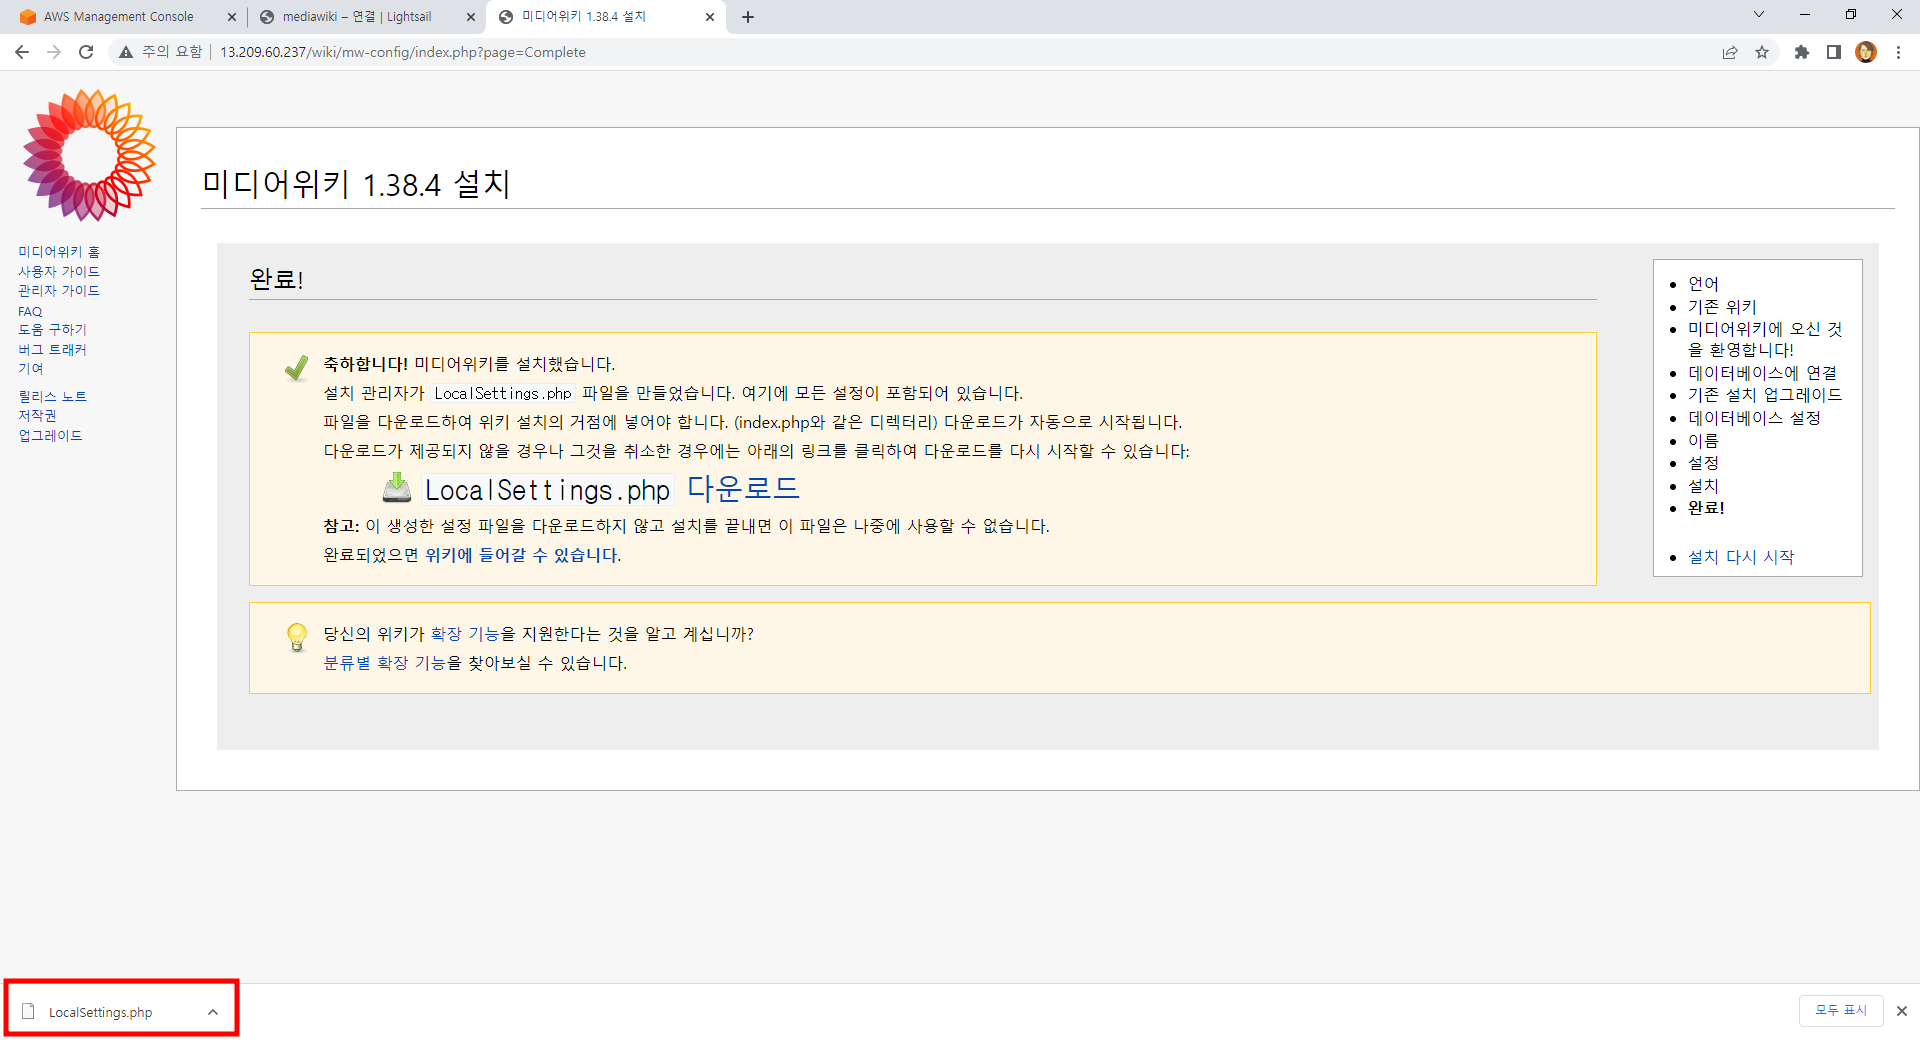 AWS Management Console
mediawiki – 연결 | Lightsail
미디어위키 1.38.4 설치
주의 요함
13.209.60.237/wiki/mw-config/index.php?page=Complete
미디어위키 홈
사용자 가이드
관리자 가이드
FAQ
도움 구하기
버그 트래커
기여
릴리스 노트
저작권
업그레이드
미디어위키 1.38.4 설치
완료!
축하합니다! 미디어위키를 설치했습니다.
설치 관리자가 LocalSettings.php 파일을 만들었습니다. 여기에 모든 설정이 포함되어 있습니다.
파일을 다운로드하여 위키 설치의 거점에 넣어야 합니다. (index.php와 같은 디렉터리) 다운로드가 자동으로 시작됩니다.
다운로드가 제공되지 않을 경우나 그것을 취소한 경우에는 아래의 링크를 클릭하여 다운로드를 다시 시작할 수 있습니다:
LocalSettings.php 다운로드
참고: 이 생성한 설정 파일을 다운로드하지 않고 설치를 끝내면 이 파일은 나중에 사용할 수 없습니다.
완료되었으면 위키에 들어갈 수 있습니다.
당신의 위키가 확장 기능을 지원한다는 것을 알고 계십니까?
분류별 확장 기능을 찾아보실 수 있습니다.
언어
기존 위키
미디어위키에 오신 것
을 환영합니다!
데이터베이스에 연결
기존 설치 업그레이드
데이터베이스 설정
이름
설정
설치
완료!
설치 다시 시작
LocalSettings.php
모두 표시